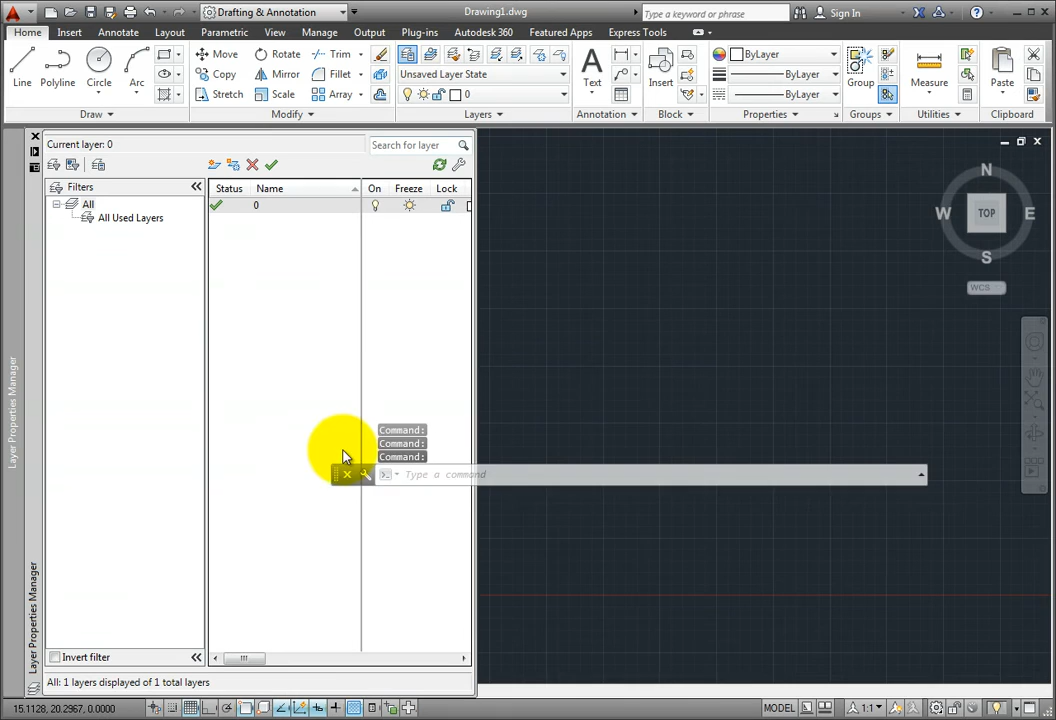 Drafting & Annotation
Drawing1.dwg
Type a keyword or phrase
Sign In
Home Insert Annotate Layout Parametric View Manage Output Plug-ins Autodesk 360 Featured Apps Express Tools
Line Polyline Circle Arc
Move Rotate Trim
Copy Mirror Fillet
Stretch Scale Array
Unsaved Layer State
0
Text
Insert
ByLayer
ByLayer
ByLayer
Group
Measure
Paste
Draw Modify Layers Annotation Block Properties Groups Utilities Clipboard
Current layer: 0
Search for layer
Filters
All
All Used Layers
Status Name On Freeze Lock
0
N
W TOP E
S
WCS
Command:
Command:
Command:
Type a command
Layer Properties Manager
Layer Properties Manager
Invert filter
All: 1 layers displayed of 1 total layers
15.1128, 20.2967, 0.0000
MODEL
1:1